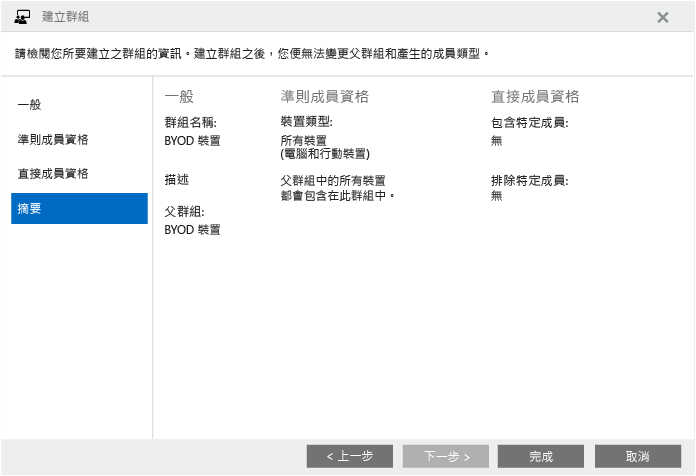 建立群組
請檢閱您所要建立之群組的資訊。建立群組之後，您便無法變更父群組和產生的成員類型。
一般
準則成員資格
直接成員資格
摘要
一般
群組名稱:
BYOD 裝置
描述
父群組:
BYOD 裝置
準則成員資格
裝置類型:
所有裝置
(電腦和行動裝置)
父群組中的所有裝置
都會包含在此群組中。
直接成員資格
包含特定成員:
無
排除特定成員:
無
< 上一步
下一步 >
完成
取消